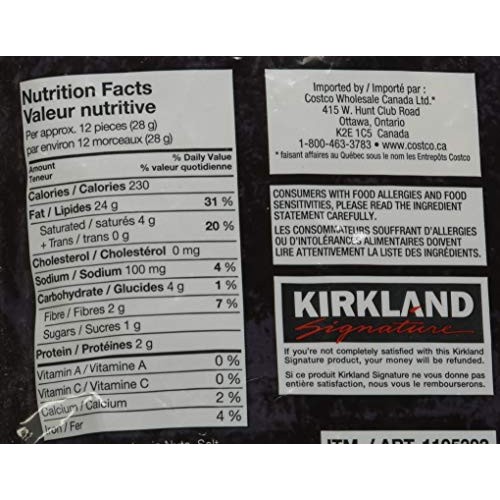 Nutrition Facts
Valeur nutritive
Per approx. 12 pieces (28 g)
par environ 12 morceaux (28 g)
Amount % Daily Value
Teneur % valeur quotidienne
Calories / Calories 230
Fat / Lipides 24 g 31 %
Saturated / saturés 4 g
+ Trans / trans 0 g 20 %
Cholesterol / Cholestérol 0 mg
Sodium / Sodium 100 mg 4 %
Carbohydrate / Glucides 4 g 1 %
Fibre / Fibres 2 g 7 %
Sugars / Sucres 1 g
Protein / Protéines 2 g
Vitamin A / Vitamine A 0 %
Vitamin C / Vitamine C 0 %
Calcium / Calcium 2 %
Iron / Fer 4 %
Imported by / Importé par :
Costco Wholesale Canada Ltd.*
415 W. Hunt Club Road
Ottawa, Ontario
K2E 1C5 Canada
1-800-463-3783 • www.costco.ca
* faisant affaires au Québec sous le nom les Entrepôts Costco
CONSUMERS WITH FOOD ALLERGIES AND FOOD
SENSITIVITIES, PLEASE READ THE INGREDIENT
STATEMENT CAREFULLY.
LES CONSOMMATEURS SOUFFRANT D'ALLERGIES
OU D'INTOLÉRANCES ALIMENTAIRES DOIVENT
LIRE ATTENTIVEMENT LA LISTE DES INGRÉDIENTS.
KIRKLAND
Signature
If you're not completely satisfied with this Kirkland
Signature product, your money will be refunded.
Si ce produit Kirkland Signature ne vous donne pas
entière satisfaction, nous vous le rembourserons.
Nuts, Salt
ITM. / ART.